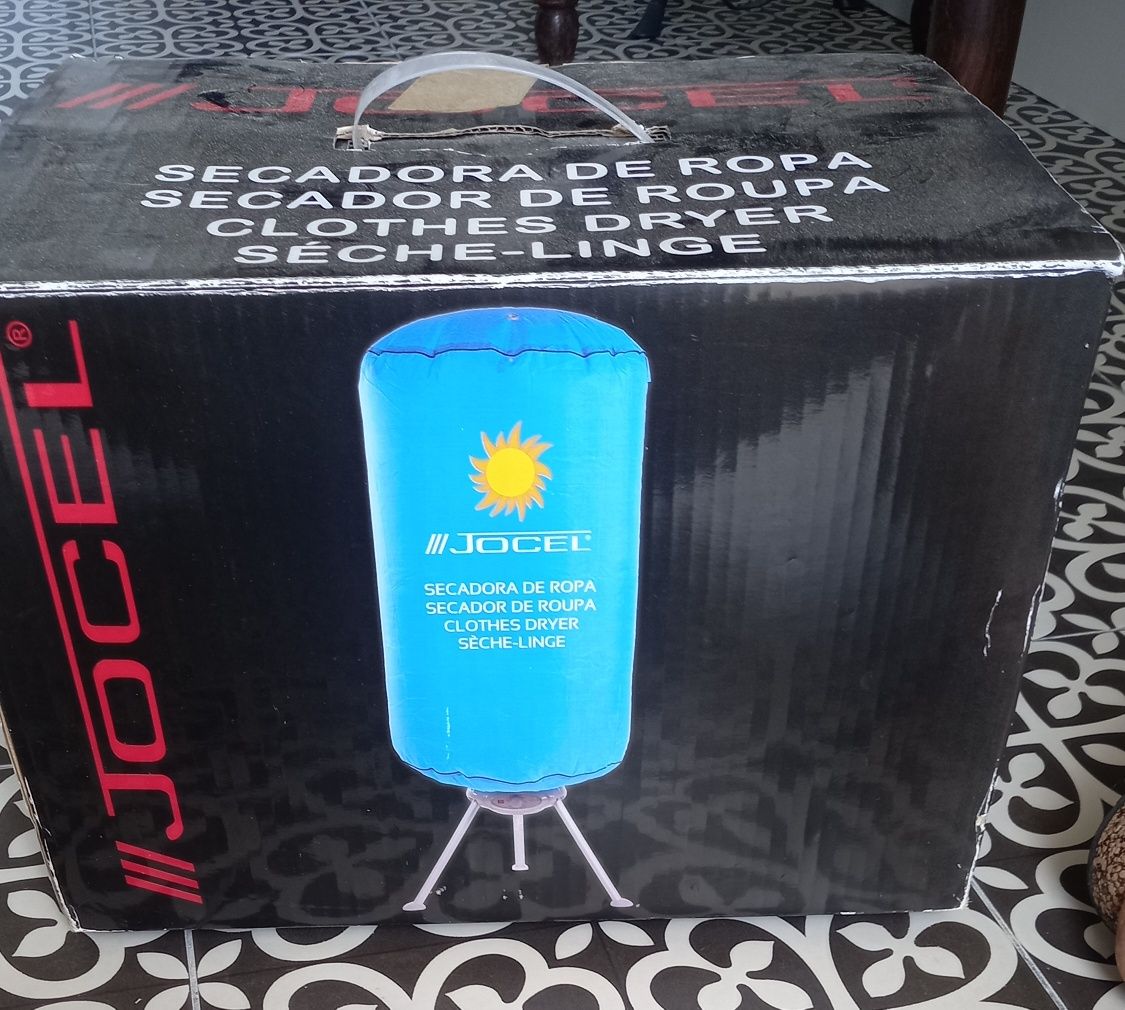 JOCEL
SECADORA DE ROPA
SECADOR DE ROUPA
CLOTHES DRYER
SÉCHE-LINGE
JOCEL®
JOCEL®
SECADORA DE ROPA
SECADOR DE ROUPA
CLOTHES DRYER
SÈCHE-LINGE